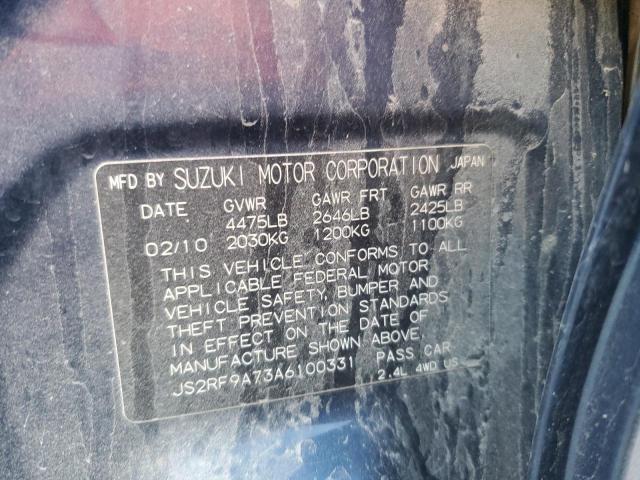 MFD BY SUZUKI MOTOR CORPORATION JAPAN
DATE GVWR GAWR FRT GAWR RR
4475LB 2646LB 2425LB
02/10 2030KG 1200KG 1100KG
THIS VEHICLE CONFORMS TO ALL
APPLICABLE FEDERAL MOTOR
VEHICLE SAFETY, BUMPER AND
THEFT PREVENTION STANDARDS
IN EFFECT ON THE DATE OF
MANUFACTURE SHOWN ABOVE.
JS2RF9A73A6100331 PASS CAR
2.4L 4WD US